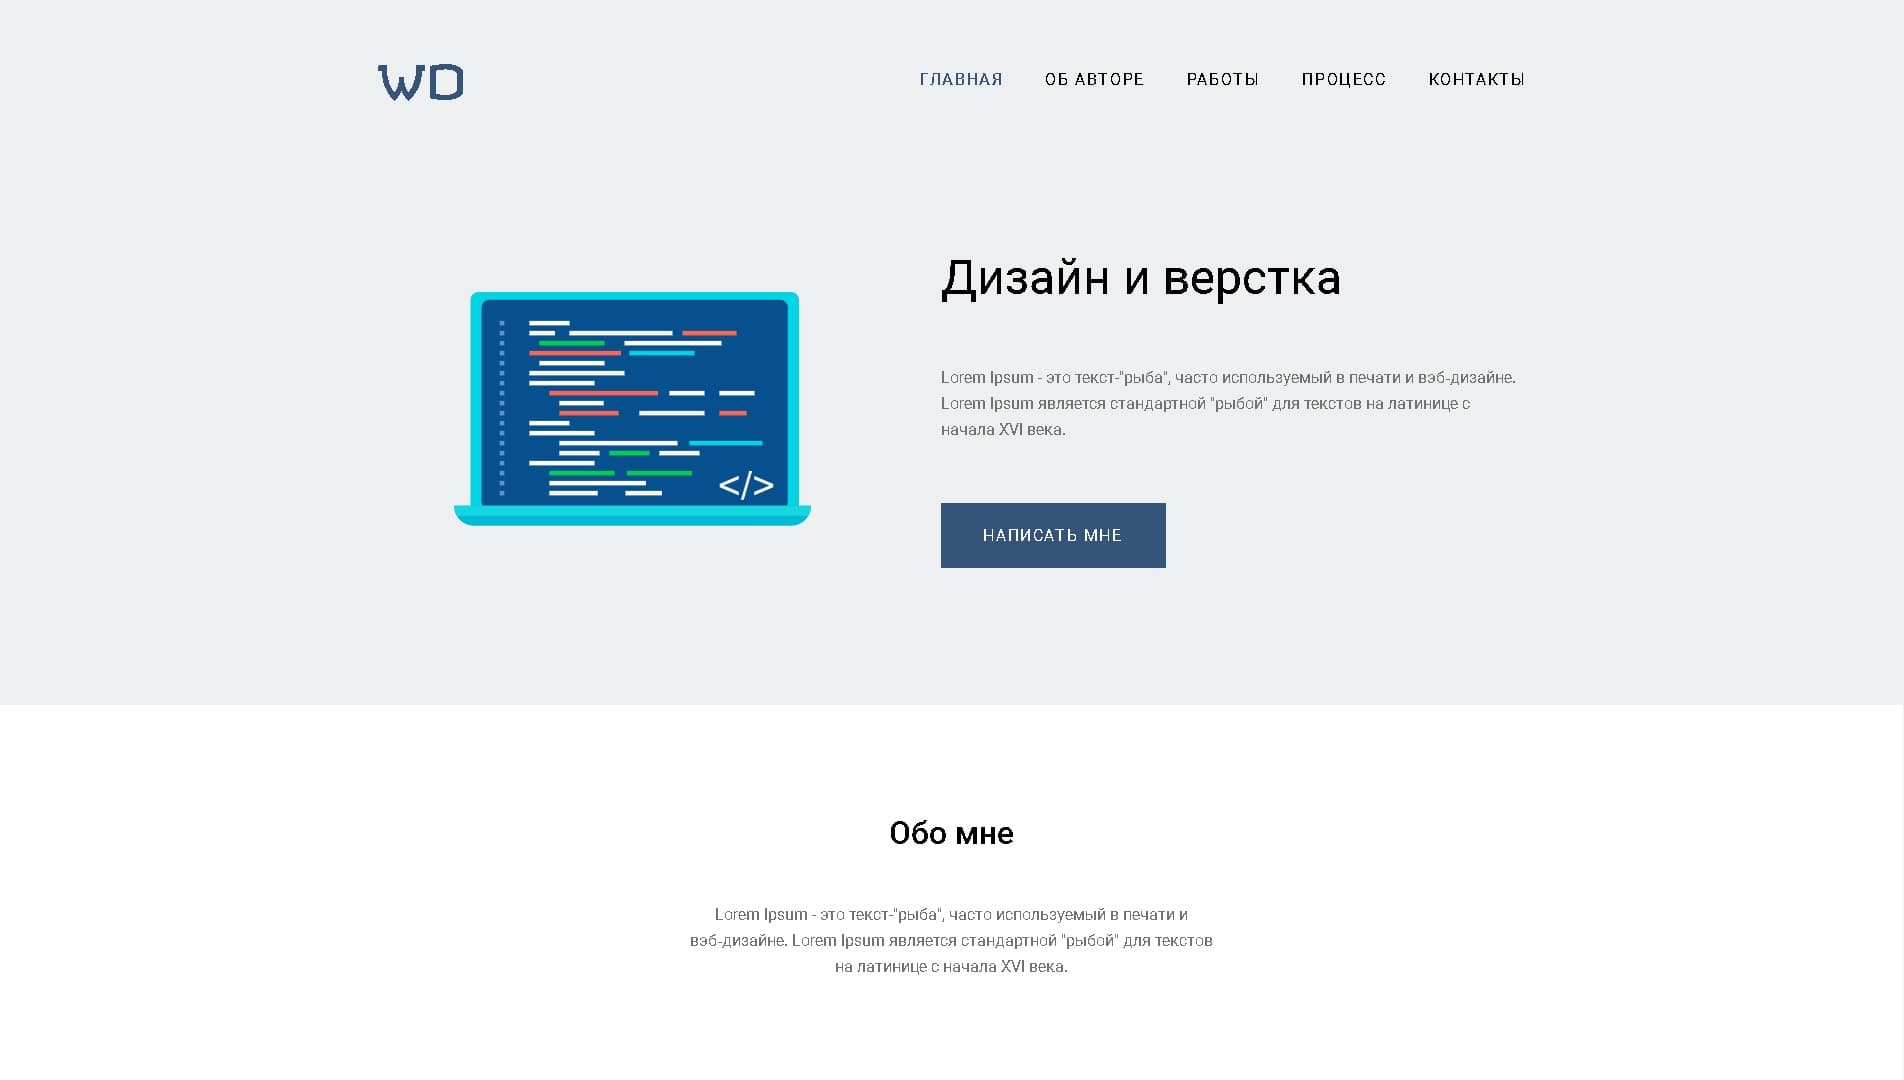 WD
ГЛАВНАЯ ОБ АВТОРЕ РАБОТЫ ПРОЦЕСС КОНТАКТЫ
Дизайн и верстка
Lorem Ipsum - это текст-"рыба", часто используемый в печати и вэб-дизайне.
Lorem Ipsum является стандартной "рыбой" для текстов на латинице с
начала XVI века.
</>
НАПИСАТЬ МНЕ
Обо мне
Lorem Ipsum - это текст-"рыба", часто используемый в печати и
вэб-дизайне. Lorem Ipsum является стандартной "рыбой" для текстов
на латинице с начала XVI века.